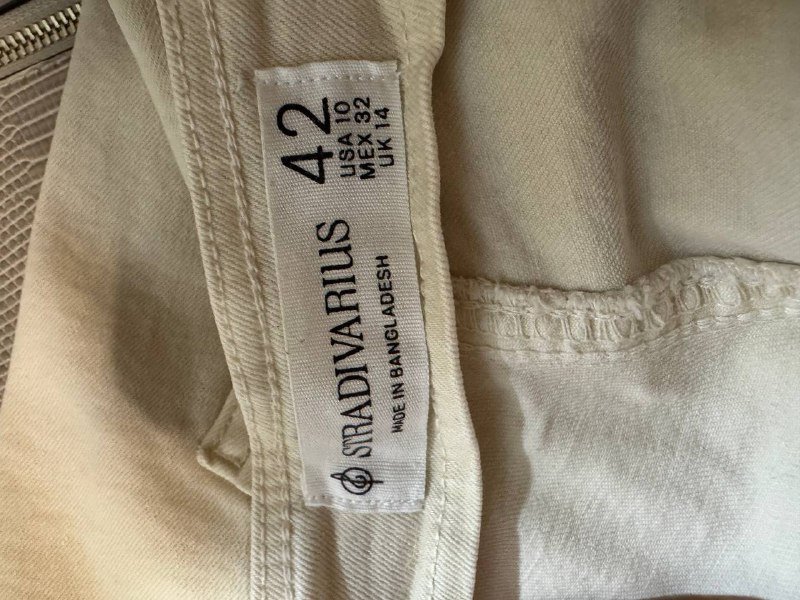 STRADIVARIUS
MADE IN BANGLADESH
42
USA 10
MEX 32
UK 14